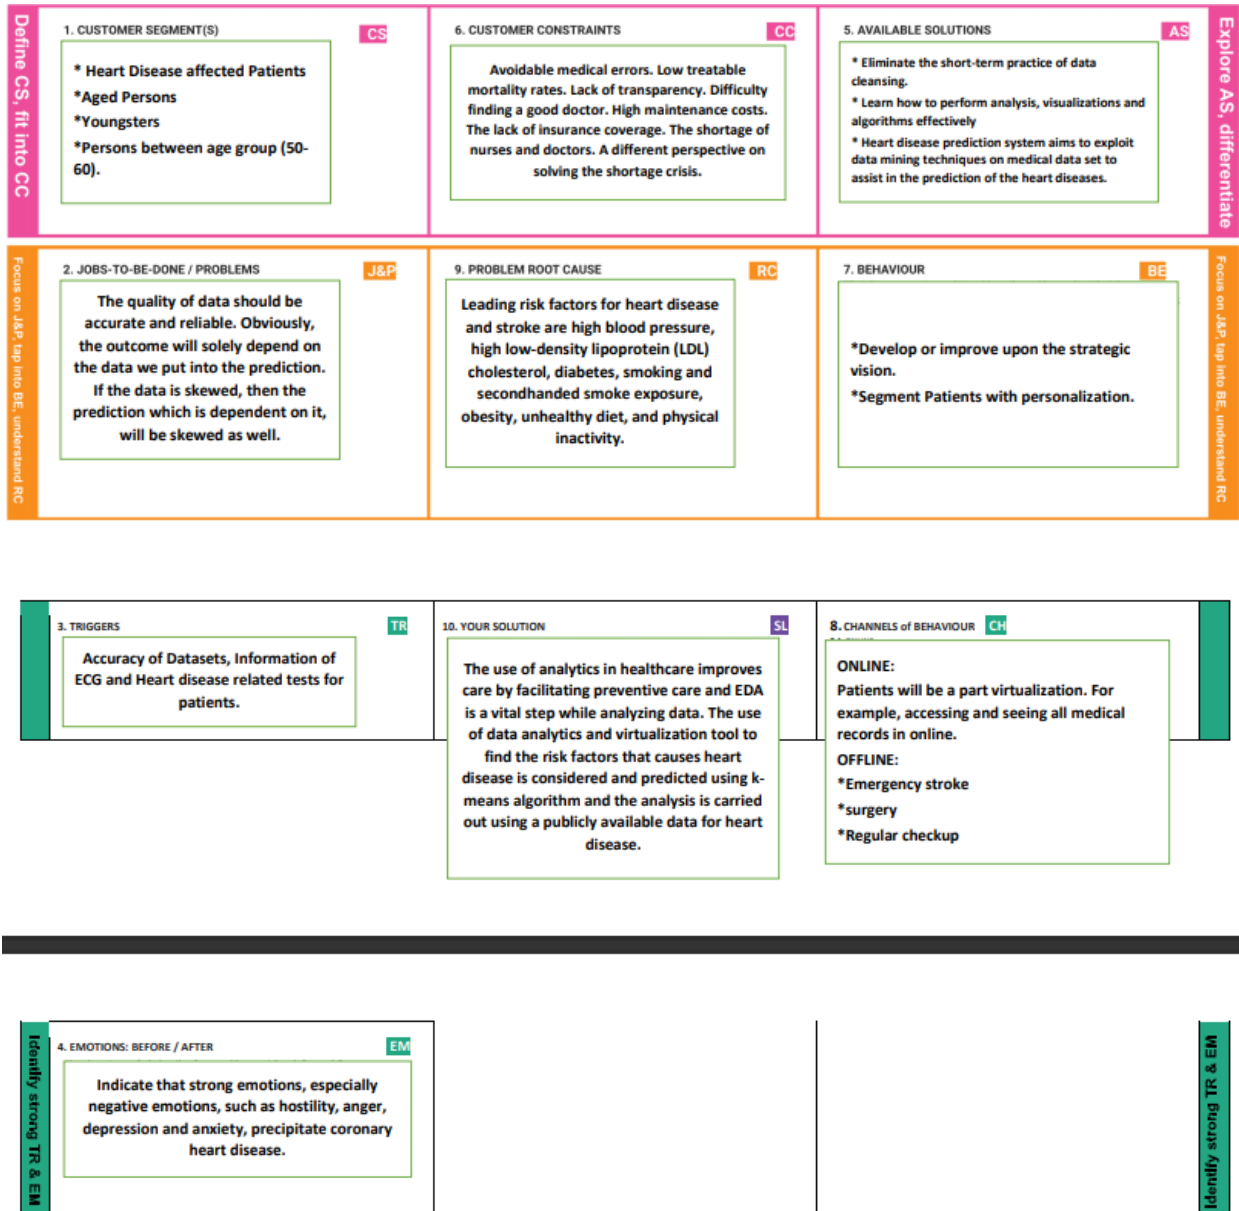 Define CS, fit into CC
1. CUSTOMER SEGMENT(S)
CS
* Heart Disease affected Patients
*Aged Persons
*Youngsters
*Persons between age group (50-
60).
6. CUSTOMER CONSTRAINTS
CC
Avoidable medical errors. Low treatable
mortality rates. Lack of transparency. Difficulty
finding a good doctor. High maintenance costs.
The lack of insurance coverage. The shortage of
nurses and doctors. A different perspective on
solving the shortage crisis.
5. AVAILABLE SOLUTIONS
AS
* Eliminate the short-term practice of data
cleansing.
* Learn how to perform analysis, visualizations and
algorithms effectively
* Heart disease prediction system aims to exploit
data mining techniques on medical data set to
assist in the prediction of the heart diseases.
Explore AS, differentiate
Focus on J&P, tap into BE, understand RC
2. JOBS-TO-BE-DONE / PROBLEMS
J&P
The quality of data should be
accurate and reliable. Obviously,
the outcome will solely depend on
the data we put into the prediction.
If the data is skewed, then the
prediction which is dependent on it,
will be skewed as well.
9. PROBLEM ROOT CAUSE
RC
Leading risk factors for heart disease
and stroke are high blood pressure,
high low-density lipoprotein (LDL)
cholesterol, diabetes, smoking and
secondhanded smoke exposure,
obesity, unhealthy diet, and physical
inactivity.
7. BEHAVIOUR
BE
*Develop or improve upon the strategic
vision.
*Segment Patients with personalization.
Focus on J&P, tap into BE, understand RC
3. TRIGGERS
TR
Accuracy of Datasets, Information of
ECG and Heart disease related tests for
patients.
10. YOUR SOLUTION
SL
The use of analytics in healthcare improves
care by facilitating preventive care and EDA
is a vital step while analyzing data. The use
of data analytics and virtualization tool to
find the risk factors that causes heart
disease is considered and predicted using k-
means algorithm and the analysis is carried
out using a publicly available data for heart
disease.
8. CHANNELS of BEHAVIOUR
CH
ONLINE:
Patients will be a part virtualization. For
example, accessing and seeing all medical
records in online.
OFFLINE:
*Emergency stroke
*surgery
*Regular checkup
Identify strong TR & EM
4. EMOTIONS: BEFORE / AFTER
EM
Indicate that strong emotions, especially
negative emotions, such as hostility, anger,
depression and anxiety, precipitate coronary
heart disease.
Identify strong TR & EM